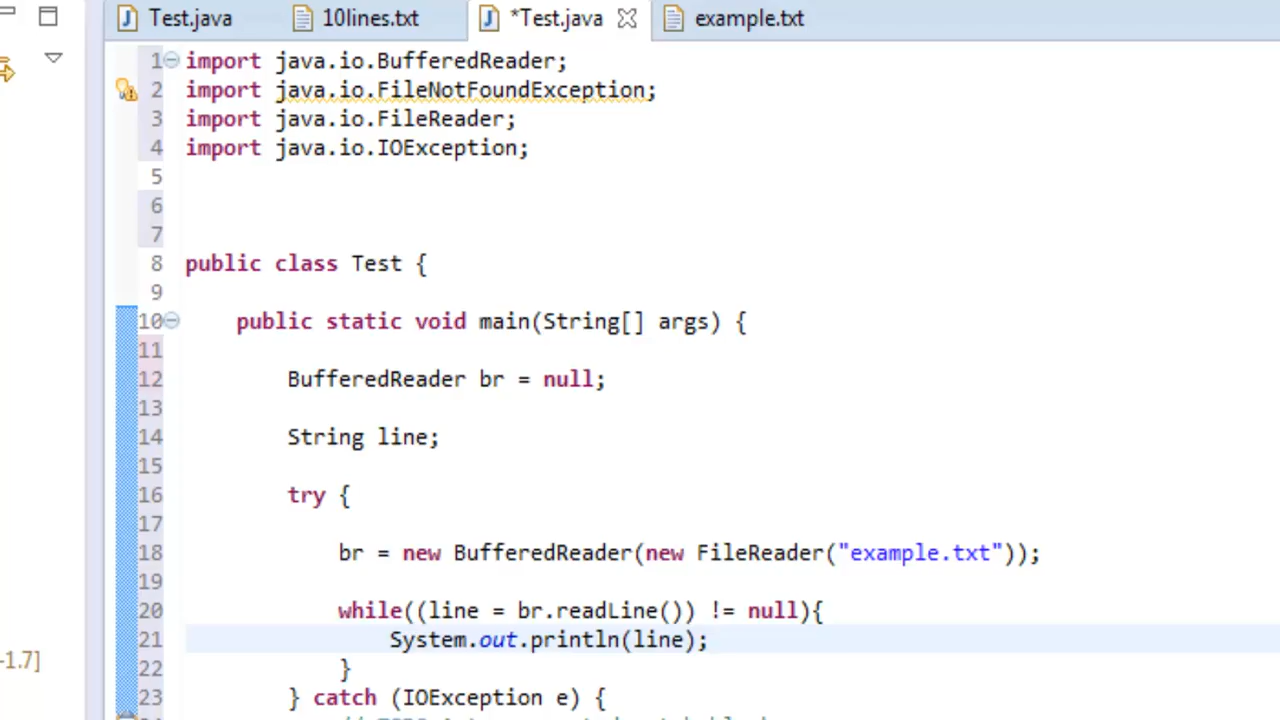 Test.java 10lines.txt *Test.java example.txt
1 import java.io.BufferedReader;
2 import java.io.FileNotFoundException;
3 import java.io.FileReader;
4 import java.io.IOException;
5
6
7
8 public class Test {
9
10 public static void main(String[] args) {
11
12 BufferedReader br = null;
13
14 String line;
15
16 try {
17
18 br = new BufferedReader(new FileReader("example.txt"));
19
20 while((line = br.readLine()) != null){
21 System.out.println(line);
-1.7]
22 }
23 } catch (IOException e) {